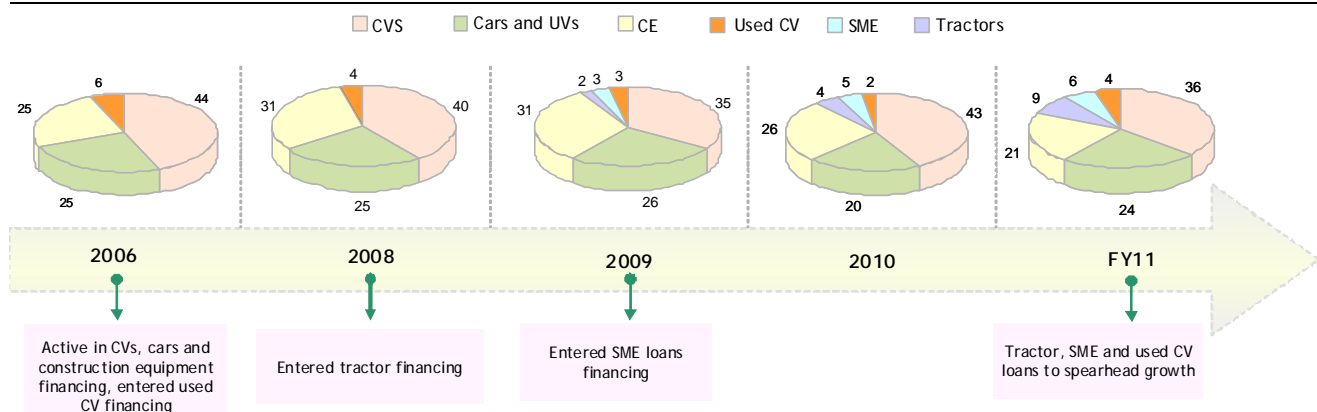 CVS Cars and UVs CE Used CV SME Tractors
6
44
25
25
4
40
31
25
2 3 3
35
31
26
4 5 2
43
26
20
9 6 4
36
21
24
2006 2008 2009 2010 FY11
Active in CVs, cars and
construction equipment
financing, entered used
CV financing
Entered tractor financing
Entered SME loans
financing
Tractor, SME and used CV
loans to spearhead growth